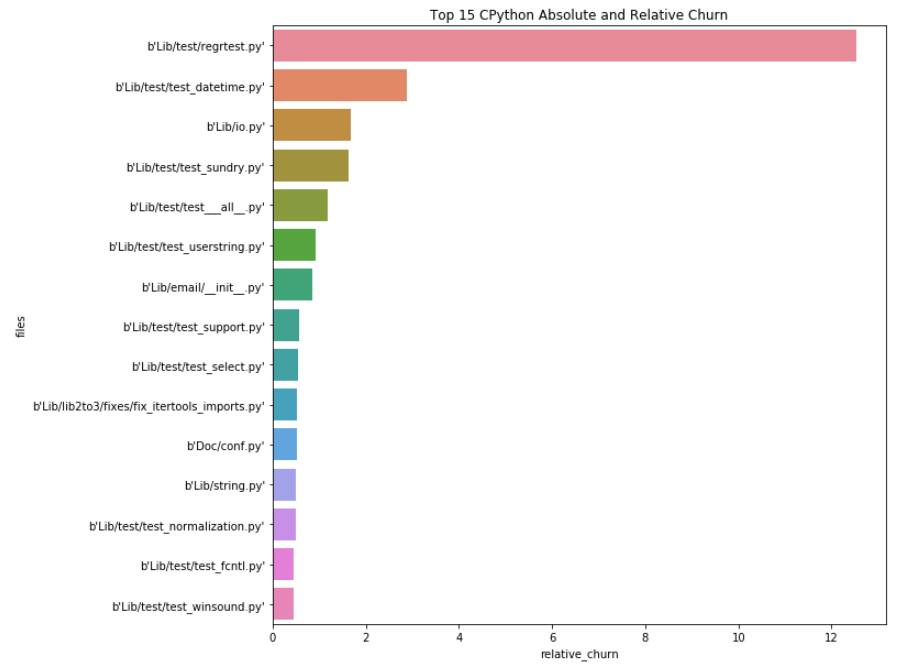 Top 15 CPython Absolute and Relative Churn
b'Lib/test/regrtest.py'
b'Lib/test/test_datetime.py'
b'Lib/io.py'
b'Lib/test/test_sundry.py'
b'Lib/test/test___all__.py'
b'Lib/test/test_userstring.py'
b'Lib/email/__init__.py'
b'Lib/test/test_support.py'
b'Lib/test/test_select.py'
b'Lib/lib2to3/fixes/fix_itertools_imports.py'
b'Doc/conf.py'
b'Lib/string.py'
b'Lib/test/test_normalization.py'
b'Lib/test/test_fcntl.py'
b'Lib/test/test_winsound.py'
files
0 2 4 6 8 10 12
relative_churn